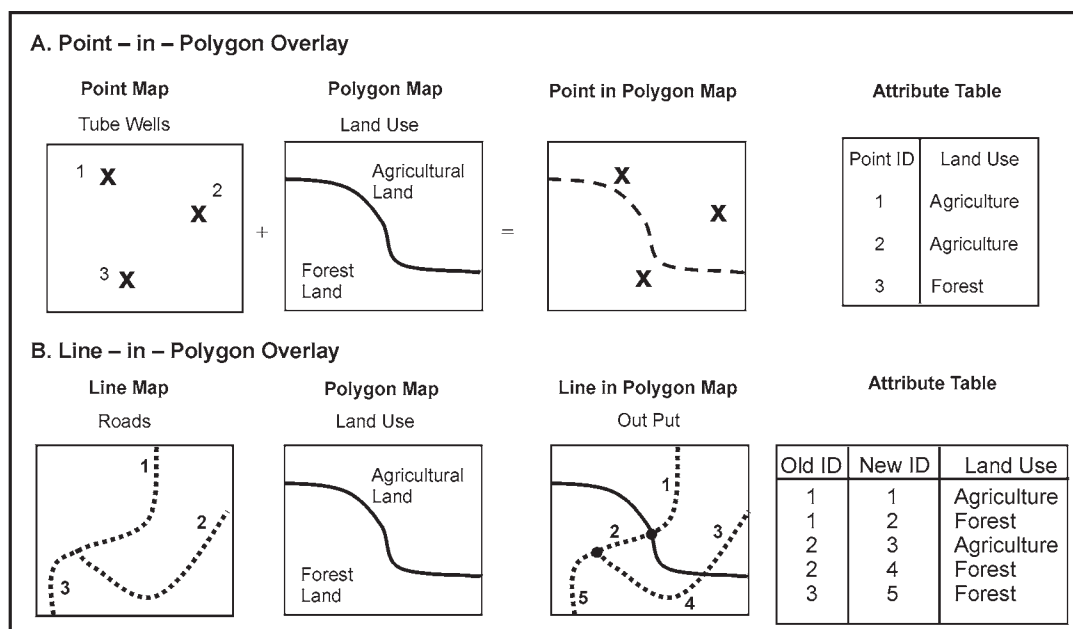 A. Point – in – Polygon Overlay
Point Map
Polygon Map
Point in Polygon Map
Attribute Table
Tube Wells
Land Use
1
X
2
X
3
X
+
Agricultural
Land
Forest
Land
=
X
X
X
Point ID Land Use
1 Agriculture
2 Agriculture
3 Forest
B. Line – in – Polygon Overlay
Line Map
Polygon Map
Line in Polygon Map
Attribute Table
Roads
Land Use
Out Put
1
2
3
Agricultural
Land
Forest
Land
1
2
3
5
4
Old ID New ID Land Use
1 1 Agriculture
1 2 Forest
2 3 Agriculture
2 4 Forest
3 5 Forest